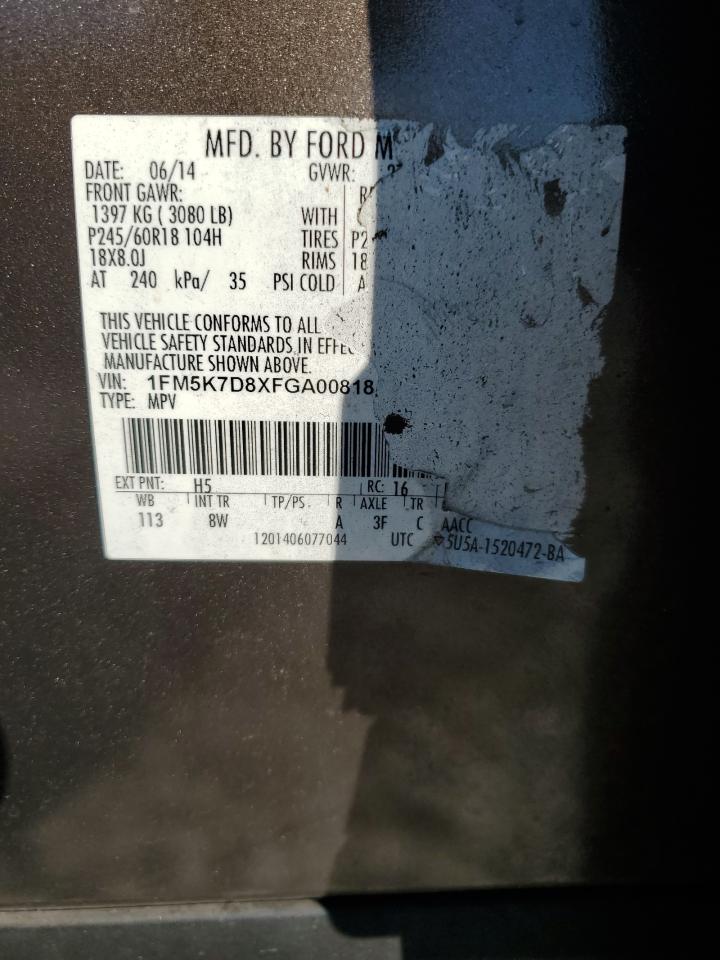 MFD. BY FORD M
DATE: 06/14 GVWR:
FRONT GAWR:
1397 KG ( 3080 LB) WITH
P245/60R18 104H TIRES P2
18X8.0J RIMS 18
AT 240 kPa/ 35 PSI COLD A
THIS VEHICLE CONFORMS TO ALL
VEHICLE SAFETY STANDARDS IN
MANUFACTURE SHOWN ABOVE.
VIN: 1FM5K7D8XFGA00818
TYPE: MPV
EXT PNT: H5 RC: 16
WB INT TR TP/PS R AXLE TR
113 8W A 3F C AACC
1201406077044 UTC ▽5U5A-1520472-BA